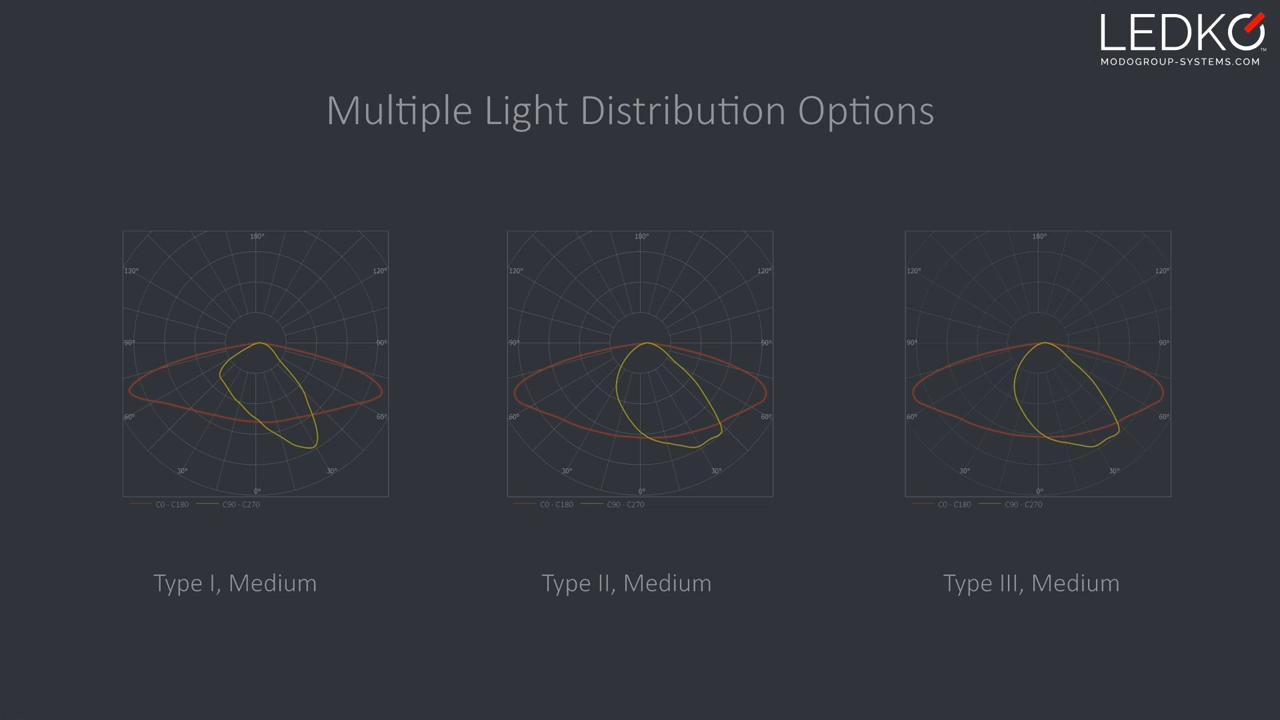 LEDKO™
MODOGROUP-SYSTEMS.COM
Multiple Light Distribution Options
180°
120° 120°
90° 90°
60° 60°
30° 30°
0°
C0 - C180 C90 - C270
180°
120° 120°
90° 90°
60° 60°
30° 30°
0°
C0 - C180 C90 - C270
180°
120° 120°
90° 90°
60° 60°
30° 30°
0°
C0 - C180 C90 - C270
Type I, Medium
Type II, Medium
Type III, Medium